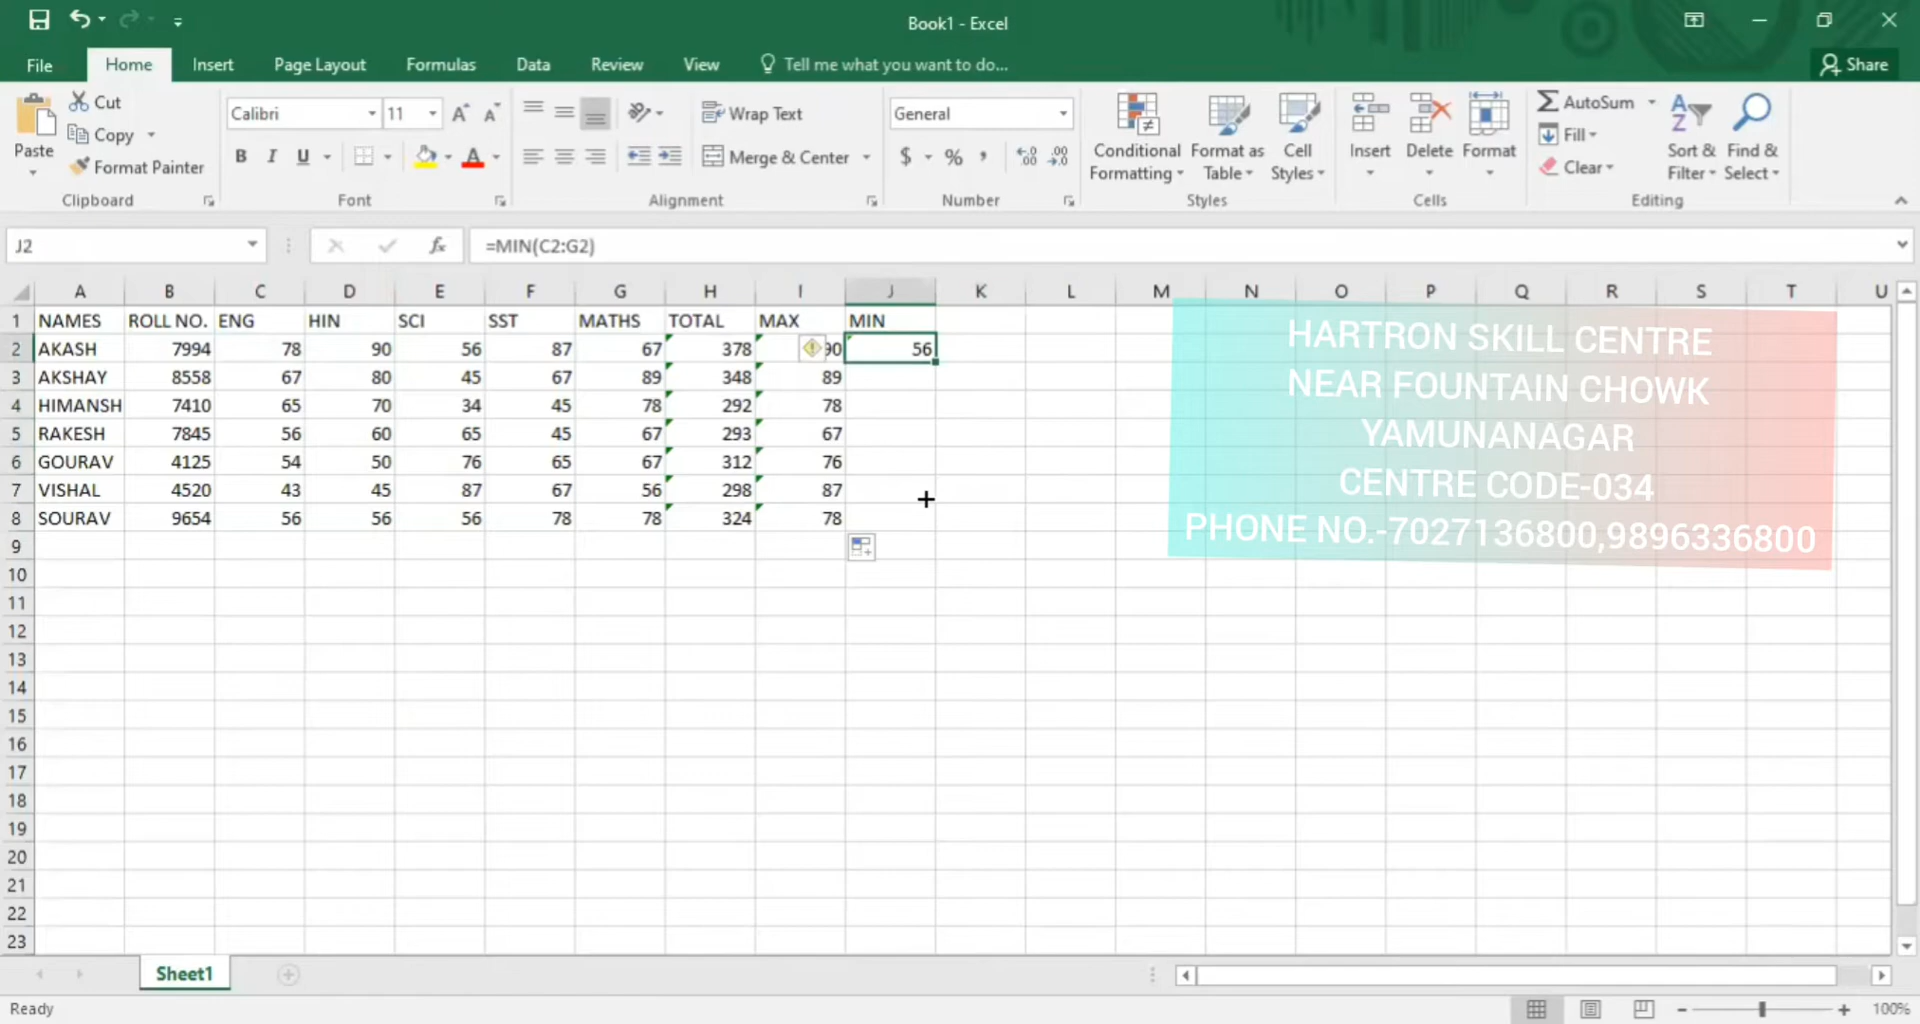 Book1 - Excel
File Home Insert Page Layout Formulas Data Review View Tell me what you want to do... Share
Paste Cut Copy Format Painter Clipboard
Calibri 11 A A B I U A Font
Wrap Text Merge & Center Alignment
General $ % , Number
Conditional Formatting Format as Table Cell Styles Styles
Insert Delete Format Cells
AutoSum Fill Clear Sort & Filter Find & Select Editing
J2 fx =MIN(C2:G2)
A B C D E F G H I J K L M N O P Q R S T U
1 NAMES ROLL NO. ENG HIN SCI SST MATHS TOTAL MAX MIN
2 AKASH 7994 78 90 56 87 67 378 90 56
3 AKSHAY 8558 67 80 45 67 89 348 89
4 HIMANSH 7410 65 70 34 45 78 292 78
5 RAKESH 7845 56 60 65 45 67 293 67
6 GOURAV 4125 54 50 76 65 67 312 76
7 VISHAL 4520 43 45 87 67 56 298 87
8 SOURAV 9654 56 56 56 78 78 324 78
9
10
11
12
13
14
15
16
17
18
19
20
21
22
23
HARTRON SKILL CENTRE
NEAR FOUNTAIN CHOWK
YAMUNANAGAR
CENTRE CODE-034
PHONE NO.-7027136800,9896336800
Sheet1
Ready 100%